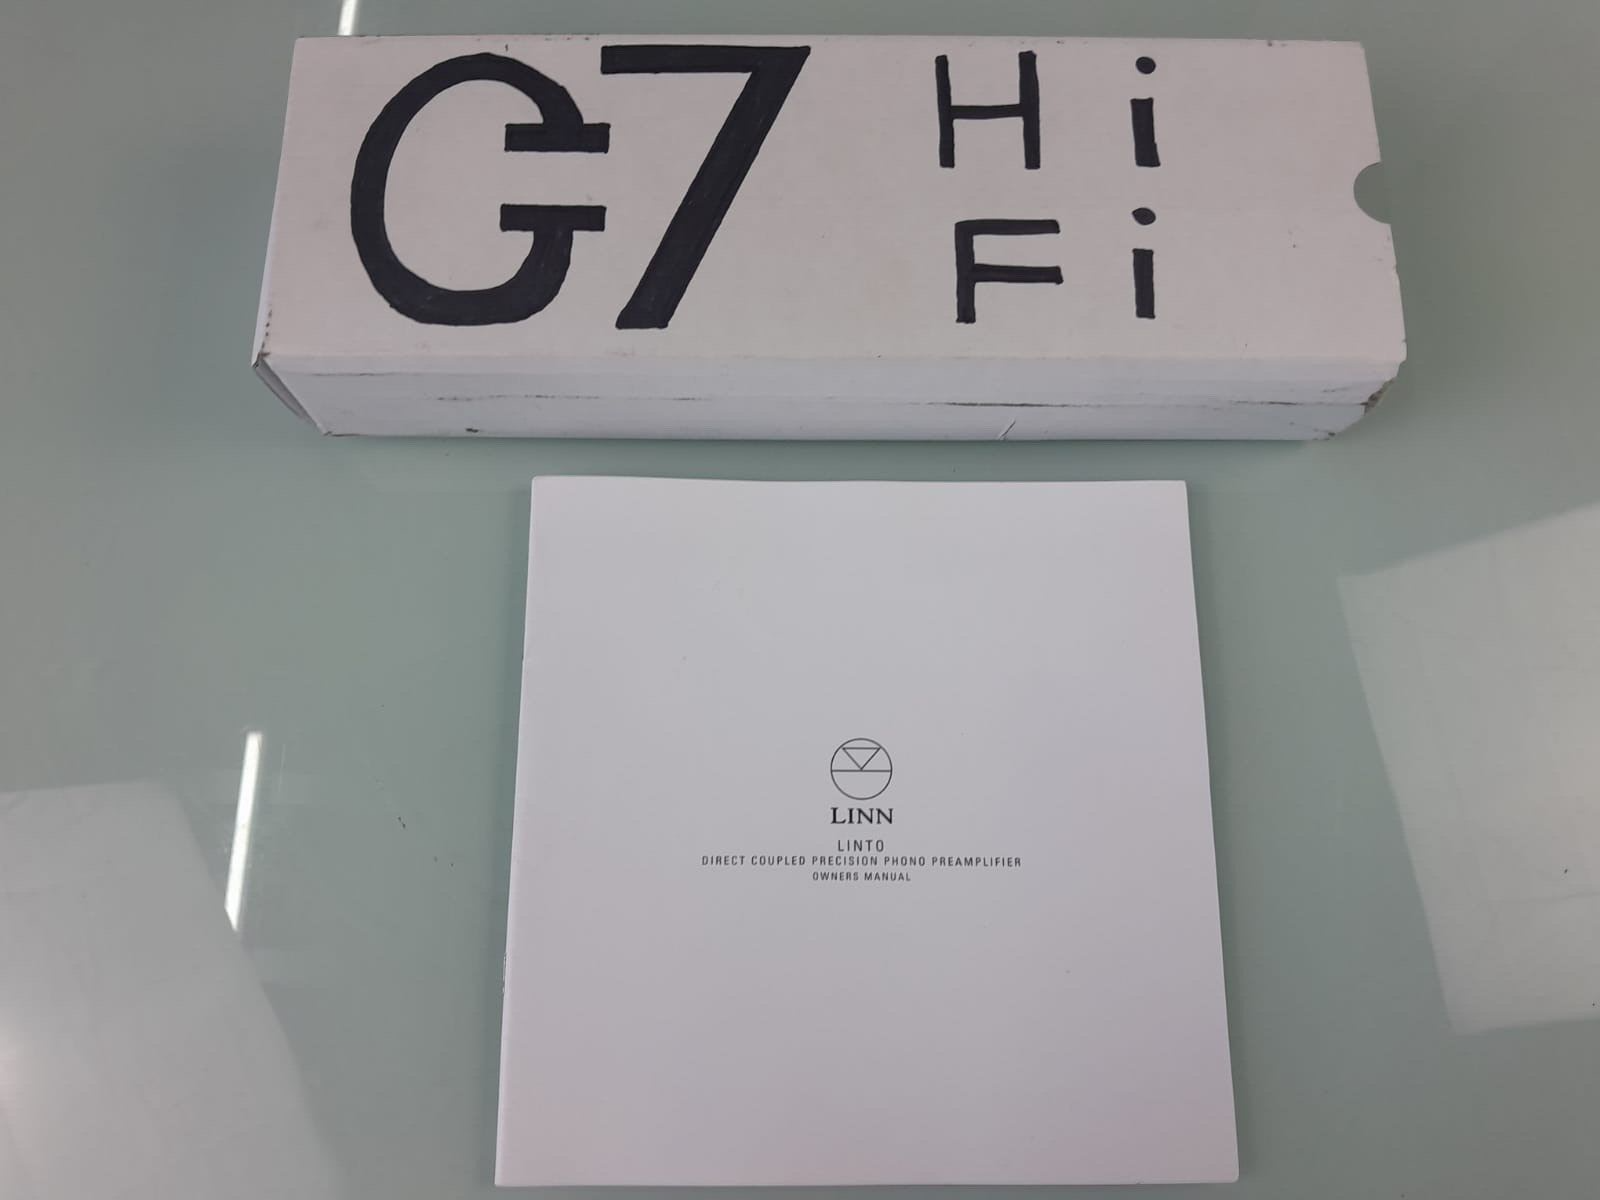 G7 Hi
Fi
LINN
LINTO
DIRECT COUPLED PRECISION PHONO PREAMPLIFIER
OWNERS MANUAL